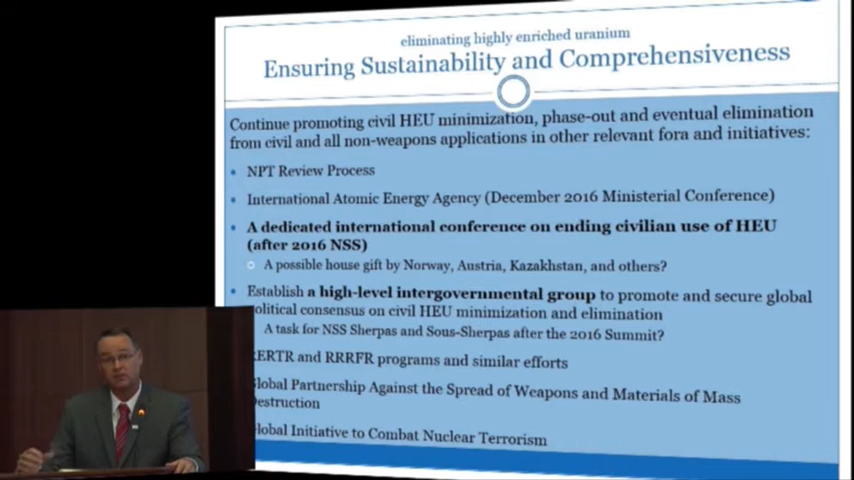 eliminating highly enriched uranium
Ensuring Sustainability and Comprehensiveness
Continue promoting civil HEU minimization, phase-out and eventual elimination
from civil and all non-weapons applications in other relevant fora and initiatives:
• NPT Review Process
• International Atomic Energy Agency (December 2016 Ministerial Conference)
• A dedicated international conference on ending civilian use of HEU
(after 2016 NSS)
○ A possible house gift by Norway, Austria, Kazakhstan, and others?
• Establish a high-level intergovernmental group to promote and secure global
olitical consensus on civil HEU minimization and elimination
A task for NSS Sherpas and Sous-Sherpas after the 2016 Summit?
RERTR and RRRFR programs and similar efforts
Global Partnership Against the Spread of Weapons and Materials of Mass
estruction
lobal Initiative to Combat Nuclear Terrorism